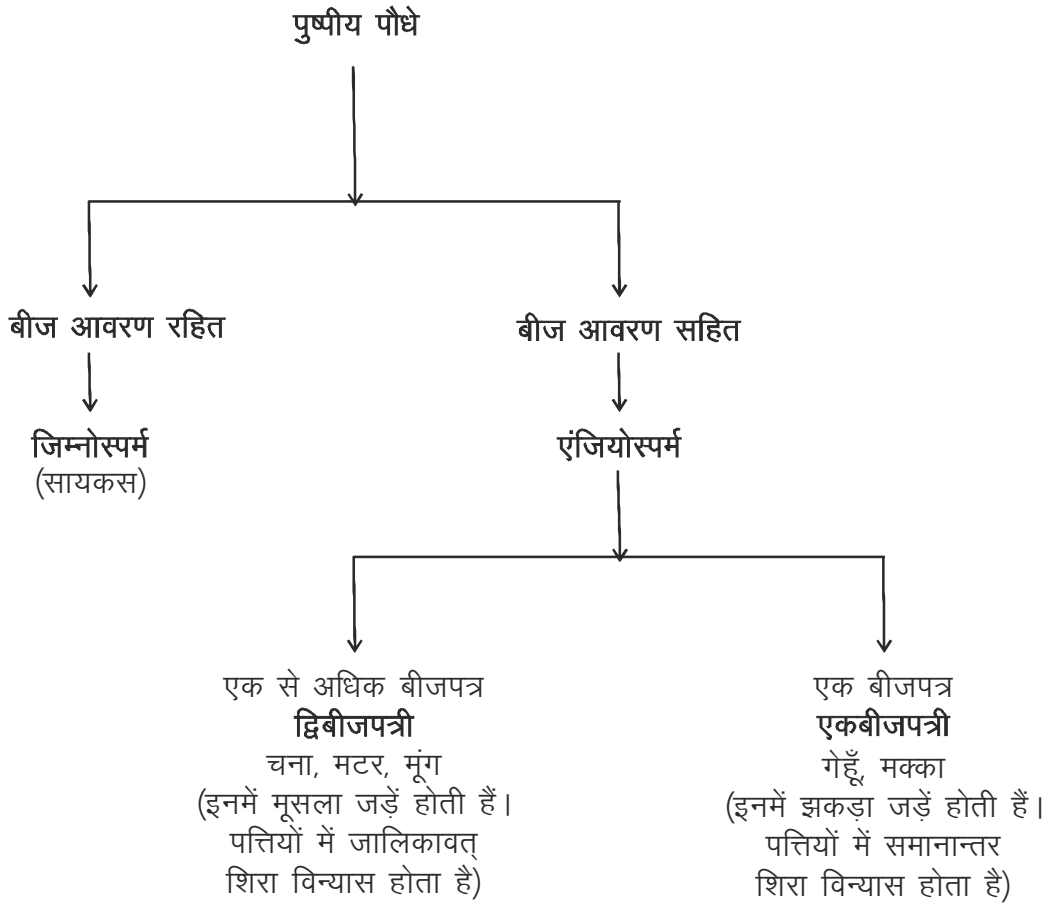 पुष्पीय पौधे
बीज आवरण रहित
बीज आवरण सहित
जिम्नोस्पर्म
(सायकस)
एंजियोस्पर्म
एक से अधिक बीजपत्र
द्विबीजपत्री
चना, मटर, मूंग
(इनमें मूसला जड़ें होती हैं।
पत्तियों में जालिकावत्
शिरा विन्यास होता है)
एक बीजपत्र
एकबीजपत्री
गेहूँ, मक्का
(इनमें झकड़ा जड़ें होती हैं।
पत्तियों में समानान्तर
शिरा विन्यास होता है)